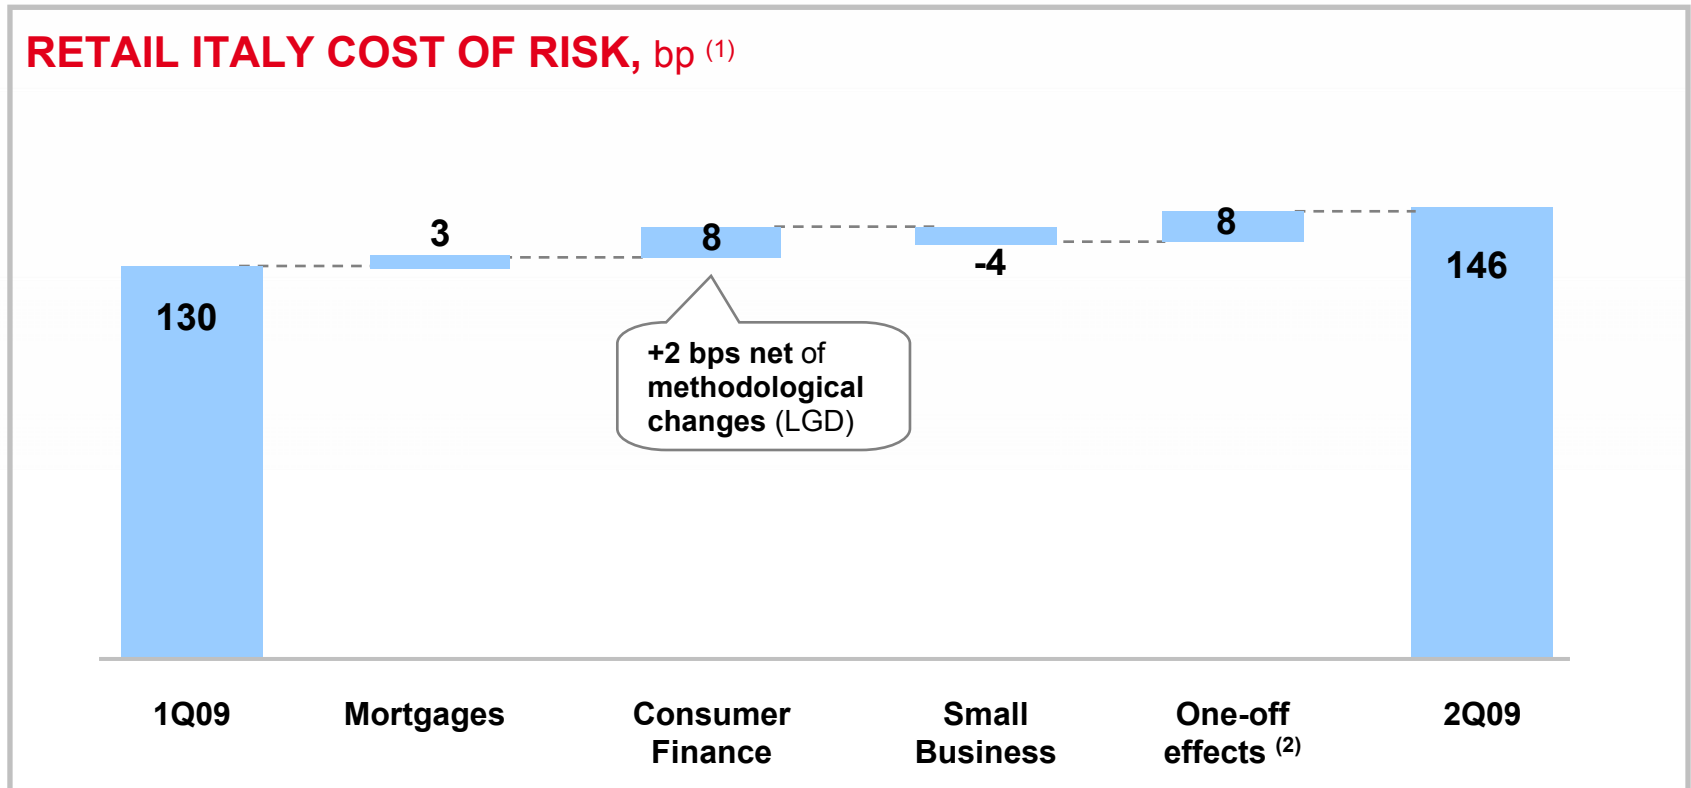 RETAIL ITALY COST OF RISK, bp (1)
3
8
8
-4
130
146
+2 bps net of
methodological
changes (LGD)
1Q09
Mortgages
Consumer
Finance
Small
Business
One-off
effects (2)
2Q09